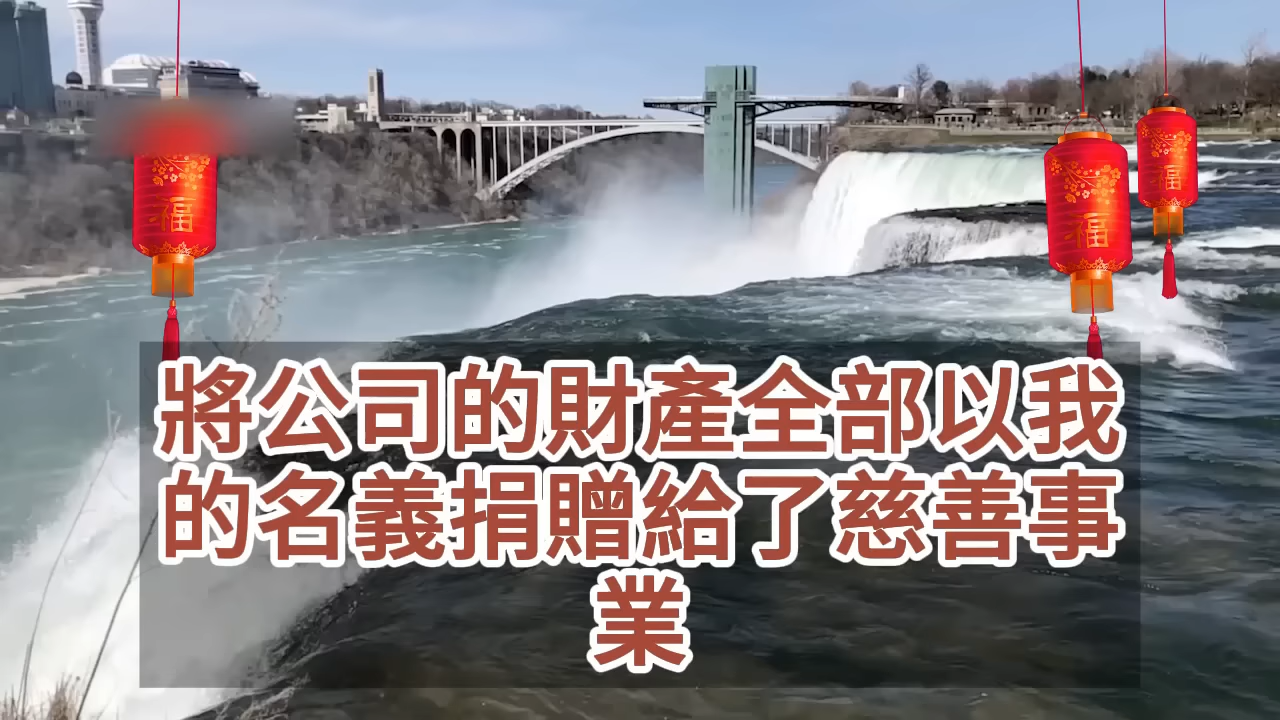 福
福
福
將公司的財產全部以我
的名義捐贈給了慈善事
業